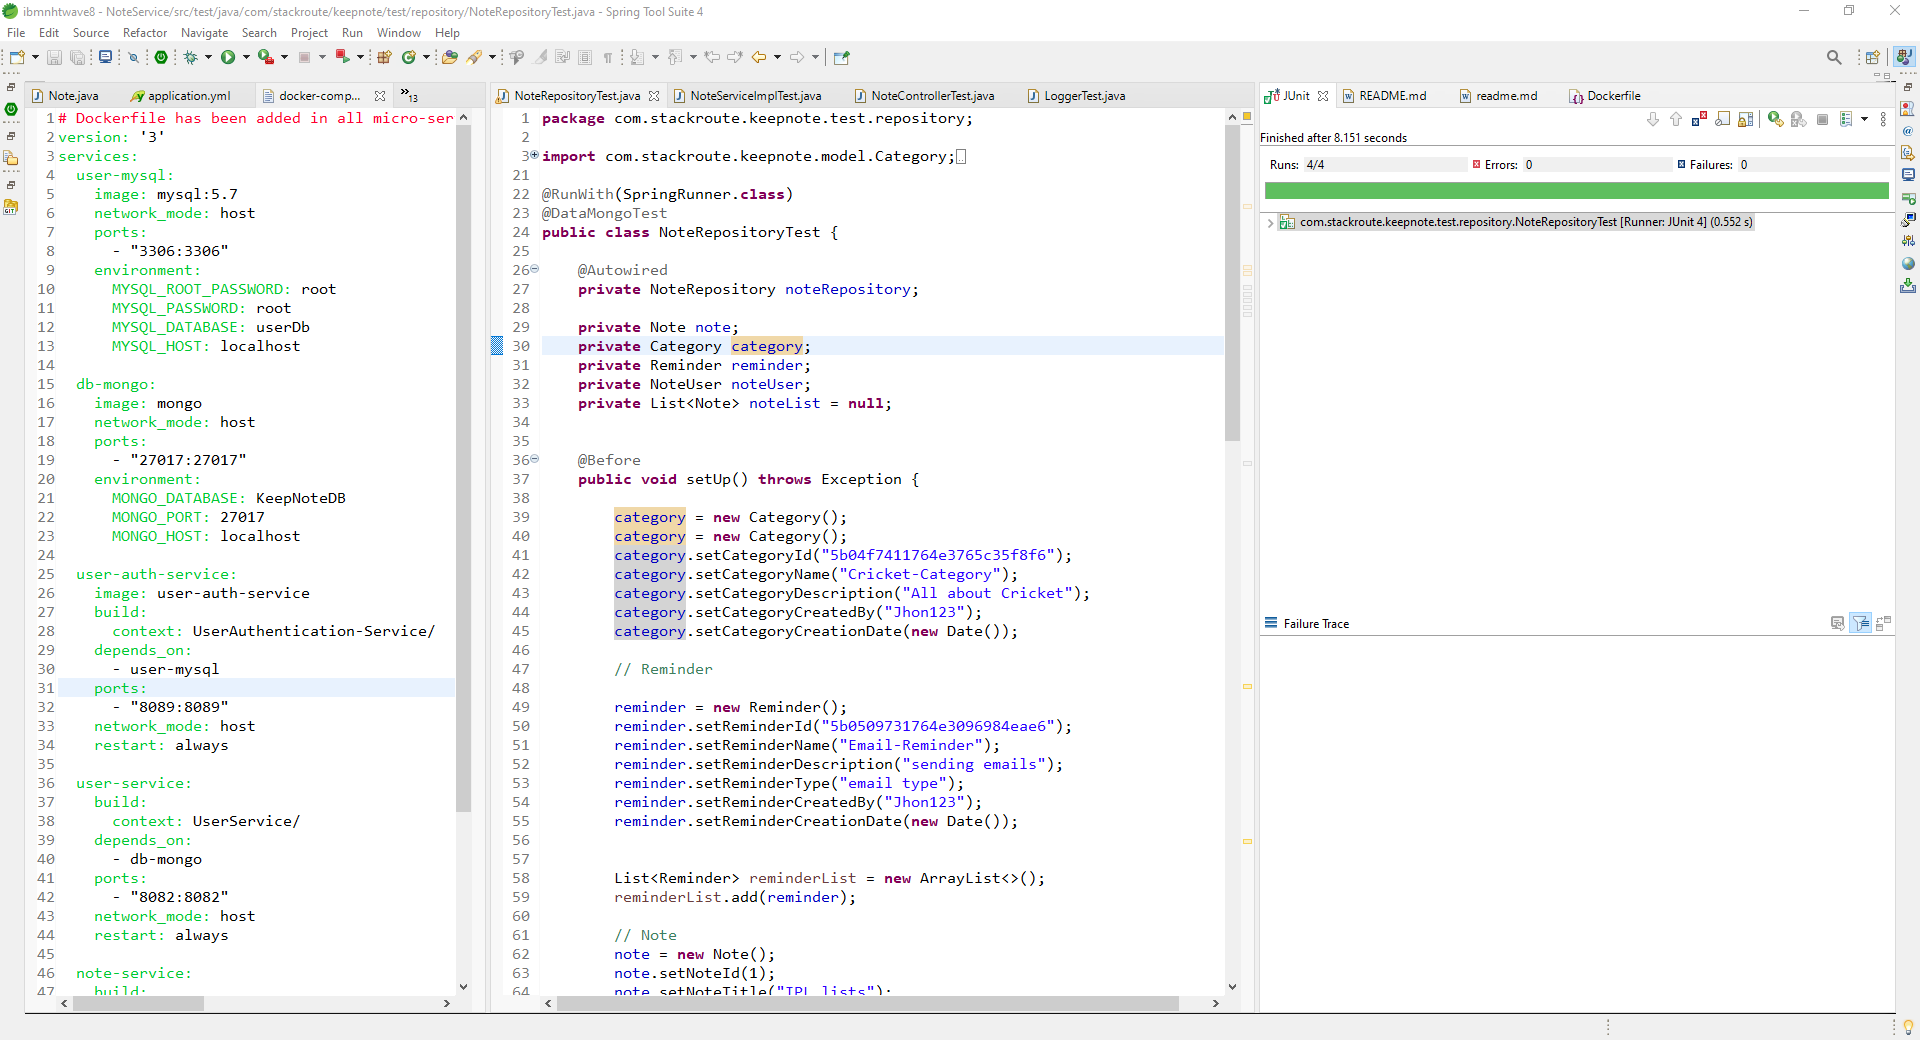 ibmnhtwave8 - NoteService/src/test/java/com/stackroute/keepnote/test/repository/NoteRepositoryTest.java - Spring Tool Suite 4
File Edit Source Refactor Navigate Search Project Run Window Help
Note.java application.yml docker-comp... »13
1 # Dockerfile has been added in all micro-ser
2 version: '3'
3 services:
4 user-mysql:
5 image: mysql:5.7
6 network_mode: host
7 ports:
8 - "3306:3306"
9 environment:
10 MYSQL_ROOT_PASSWORD: root
11 MYSQL_PASSWORD: root
12 MYSQL_DATABASE: userDb
13 MYSQL_HOST: localhost
14
15 db-mongo:
16 image: mongo
17 network_mode: host
18 ports:
19 - "27017:27017"
20 environment:
21 MONGO_DATABASE: KeepNoteDB
22 MONGO_PORT: 27017
23 MONGO_HOST: localhost
24
25 user-auth-service:
26 image: user-auth-service
27 build:
28 context: UserAuthentication-Service/
29 depends_on:
30 - user-mysql
31 ports:
32 - "8089:8089"
33 network_mode: host
34 restart: always
35
36 user-service:
37 build:
38 context: UserService/
39 depends_on:
40 - db-mongo
41 ports:
42 - "8082:8082"
43 network_mode: host
44 restart: always
45
46 note-service:
47 build:
NoteRepositoryTest.java NoteServiceImplTest.java NoteControllerTest.java LoggerTest.java
1 package com.stackroute.keepnote.test.repository;
2
3 import com.stackroute.keepnote.model.Category;
21
22 @RunWith(SpringRunner.class)
23 @DataMongoTest
24 public class NoteRepositoryTest {
25
26 @Autowired
27 private NoteRepository noteRepository;
28
29 private Note note;
30 private Category category;
31 private Reminder reminder;
32 private NoteUser noteUser;
33 private List<Note> noteList = null;
34
35
36 @Before
37 public void setUp() throws Exception {
38
39 category = new Category();
40 category = new Category();
41 category.setCategoryId("5b04f7411764e3765c35f8f6");
42 category.setCategoryName("Cricket-Category");
43 category.setCategoryDescription("All about Cricket");
44 category.setCategoryCreatedBy("Jhon123");
45 category.setCategoryCreationDate(new Date());
46
47 // Reminder
48
49 reminder = new Reminder();
50 reminder.setReminderId("5b0509731764e3096984eae6");
51 reminder.setReminderName("Email-Reminder");
52 reminder.setReminderDescription("sending emails");
53 reminder.setReminderType("email type");
54 reminder.setReminderCreatedBy("Jhon123");
55 reminder.setReminderCreationDate(new Date());
56
57
58 List<Reminder> reminderList = new ArrayList<>();
59 reminderList.add(reminder);
60
61 // Note
62 note = new Note();
63 note.setNoteId(1);
64 note.setNoteTitle("IPL lists");
JUnit README.md readme.md Dockerfile
Finished after 8.151 seconds
Runs: 4/4 Errors: 0 Failures: 0
com.stackroute.keepnote.test.repository.NoteRepositoryTest [Runner: JUnit 4] (0.552 s)
Failure Trace